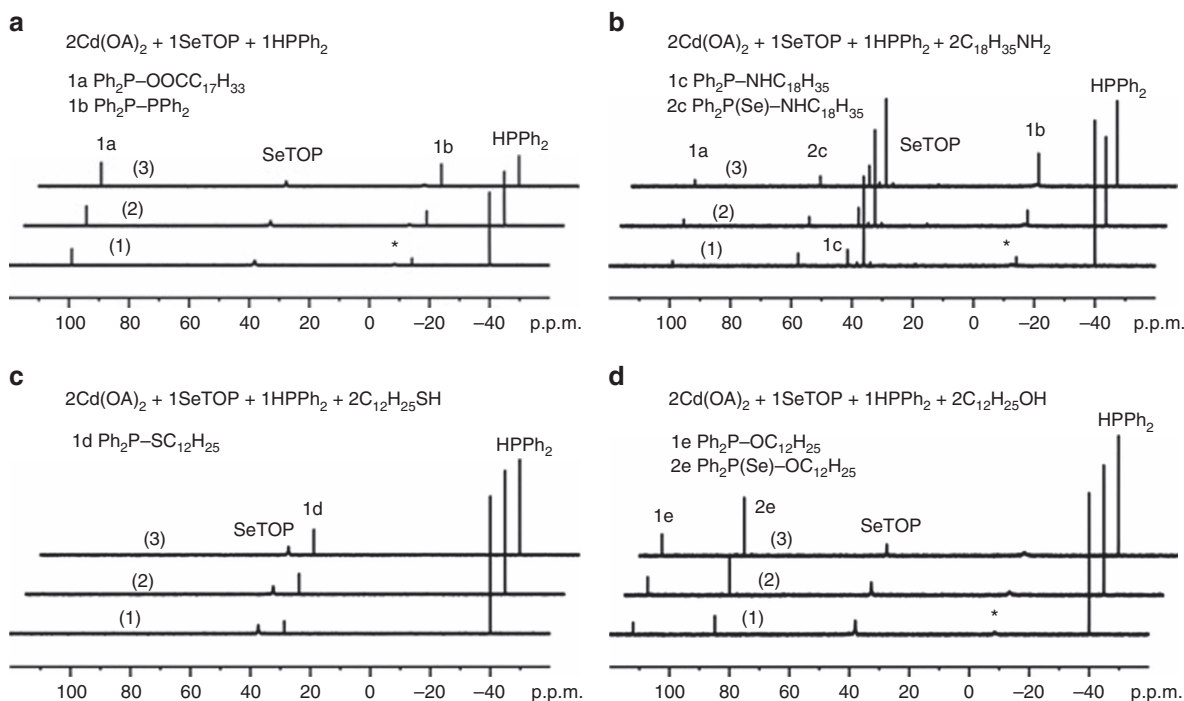 a
2Cd(OA)₂ + 1SeTOP + 1HPPh₂
1a Ph₂P–OOCC₁₇H₃₃
1b Ph₂P–PPh₂
1a
(3)
SeTOP
1b
HPPh₂
(2)
(1)
*
100 80 60 40 20 0 –20 –40 p.p.m.
b
2Cd(OA)₂ + 1SeTOP + 1HPPh₂ + 2C₁₈H₃₅NH₂
1c Ph₂P–NHC₁₈H₃₅
2c Ph₂P(Se)–NHC₁₈H₃₅
HPPh₂
1a
(3)
2c
SeTOP
1b
(2)
(1)
1c
*
100 80 60 40 20 0 –20 –40 p.p.m.
c
2Cd(OA)₂ + 1SeTOP + 1HPPh₂ + 2C₁₂H₂₅SH
1d Ph₂P–SC₁₂H₂₅
HPPh₂
(3)
SeTOP
1d
(2)
(1)
100 80 60 40 20 0 –20 –40 p.p.m.
d
2Cd(OA)₂ + 1SeTOP + 1HPPh₂ + 2C₁₂H₂₅OH
1e Ph₂P–OC₁₂H₂₅
2e Ph₂P(Se)–OC₁₂H₂₅
HPPh₂
1e
2e
(3)
SeTOP
(2)
(1)
*
100 80 60 40 20 0 –20 –40 p.p.m.